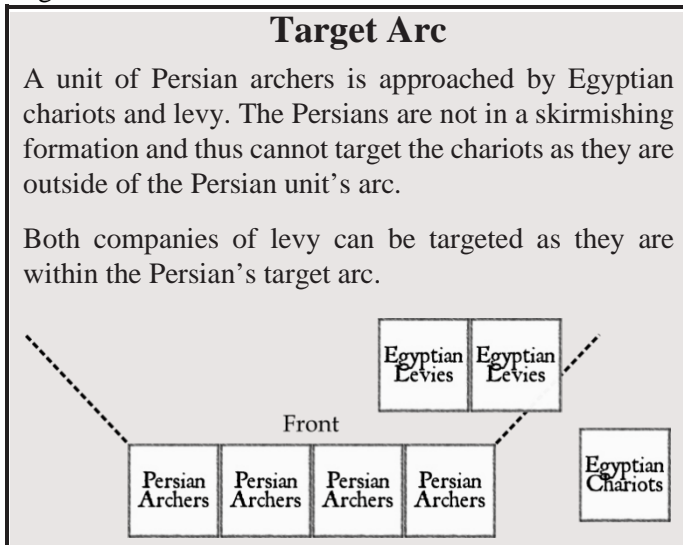 Target Arc
A unit of Persian archers is approached by Egyptian
chariots and levy. The Persians are not in a skirmishing
formation and thus cannot target the chariots as they are
outside of the Persian unit’s arc.
Both companies of levy can be targeted as they are
within the Persian’s target arc.
Egyptian Egyptian
Levies Levies
Front
Persian Persian Persian Persian
Archers Archers Archers Archers
Egyptian
Chariots